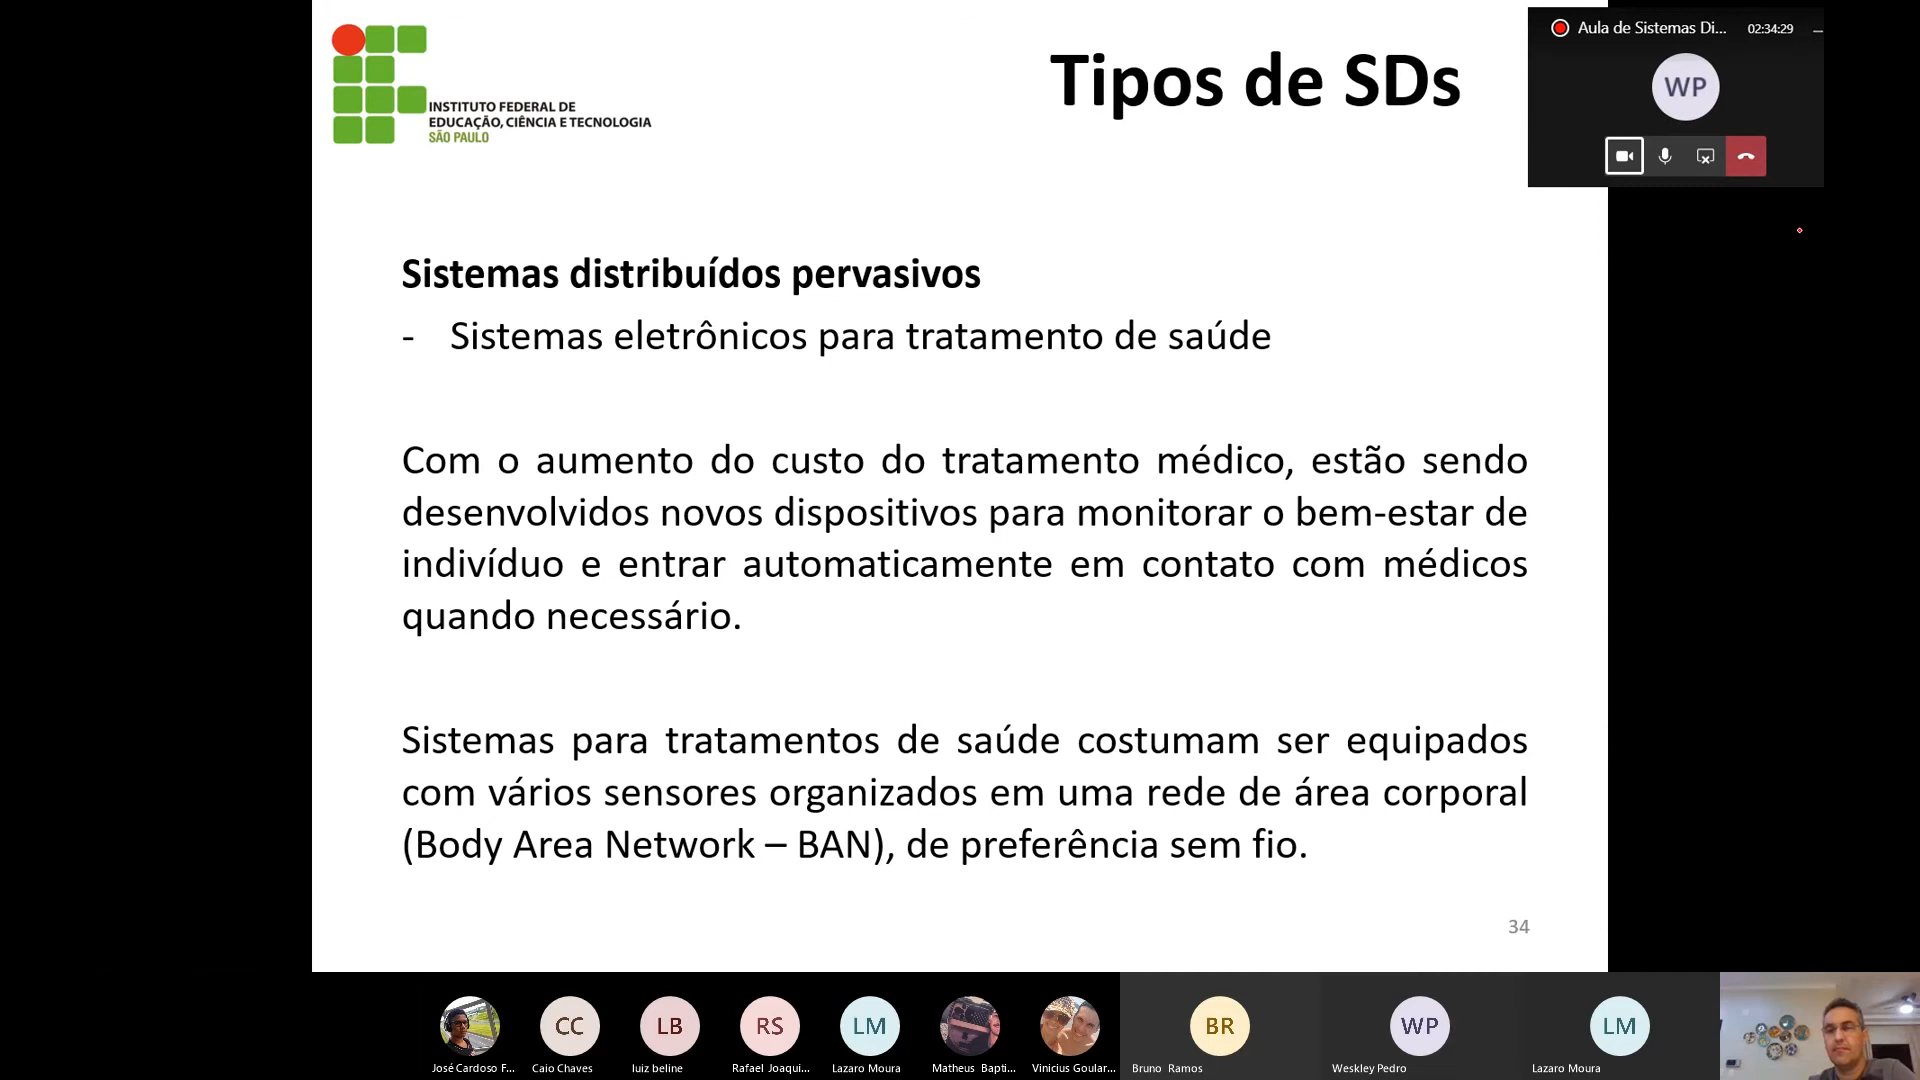 INSTITUTO FEDERAL DE
EDUCAÇÃO, CIÊNCIA E TECNOLOGIA
SÃO PAULO
Tipos de SDs
Aula de Sistemas Di...
02:34:29
WP
Sistemas distribuídos pervasivos
- Sistemas eletrônicos para tratamento de saúde
Com o aumento do custo do tratamento médico, estão sendo
desenvolvidos novos dispositivos para monitorar o bem-estar de
indivíduo e entrar automaticamente em contato com médicos
quando necessário.
Sistemas para tratamentos de saúde costumam ser equipados
com vários sensores organizados em uma rede de área corporal
(Body Area Network – BAN), de preferência sem fio.
34
CC
LB
RS
LM
BR
WP
LM
José Cardoso F...
Caio Chaves
luiz beline
Rafael Joaqui...
Lazaro Moura
Matheus Bapti...
Vinicius Goular...
Bruno Ramos
Weskley Pedro
Lazaro Moura